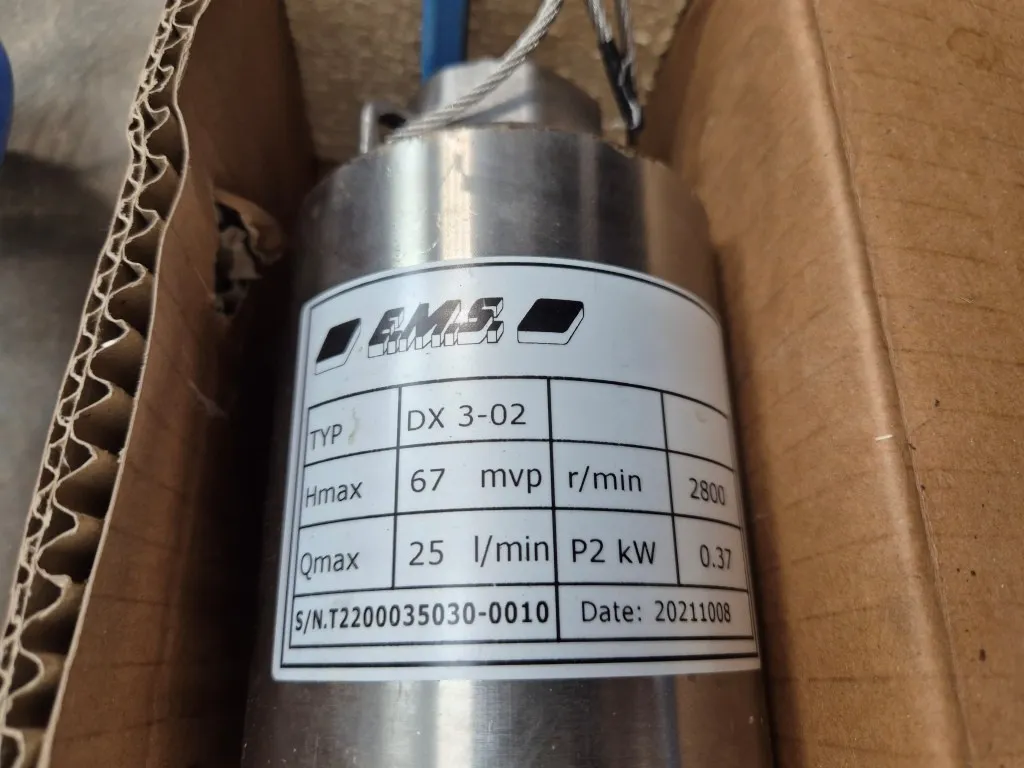 E.M.S.
TYP DX 3-02
Hmax 67 mvp r/min 2800
Qmax 25 l/min P2 kW 0.37
S/N.T2200035030-0010 Date: 20211008